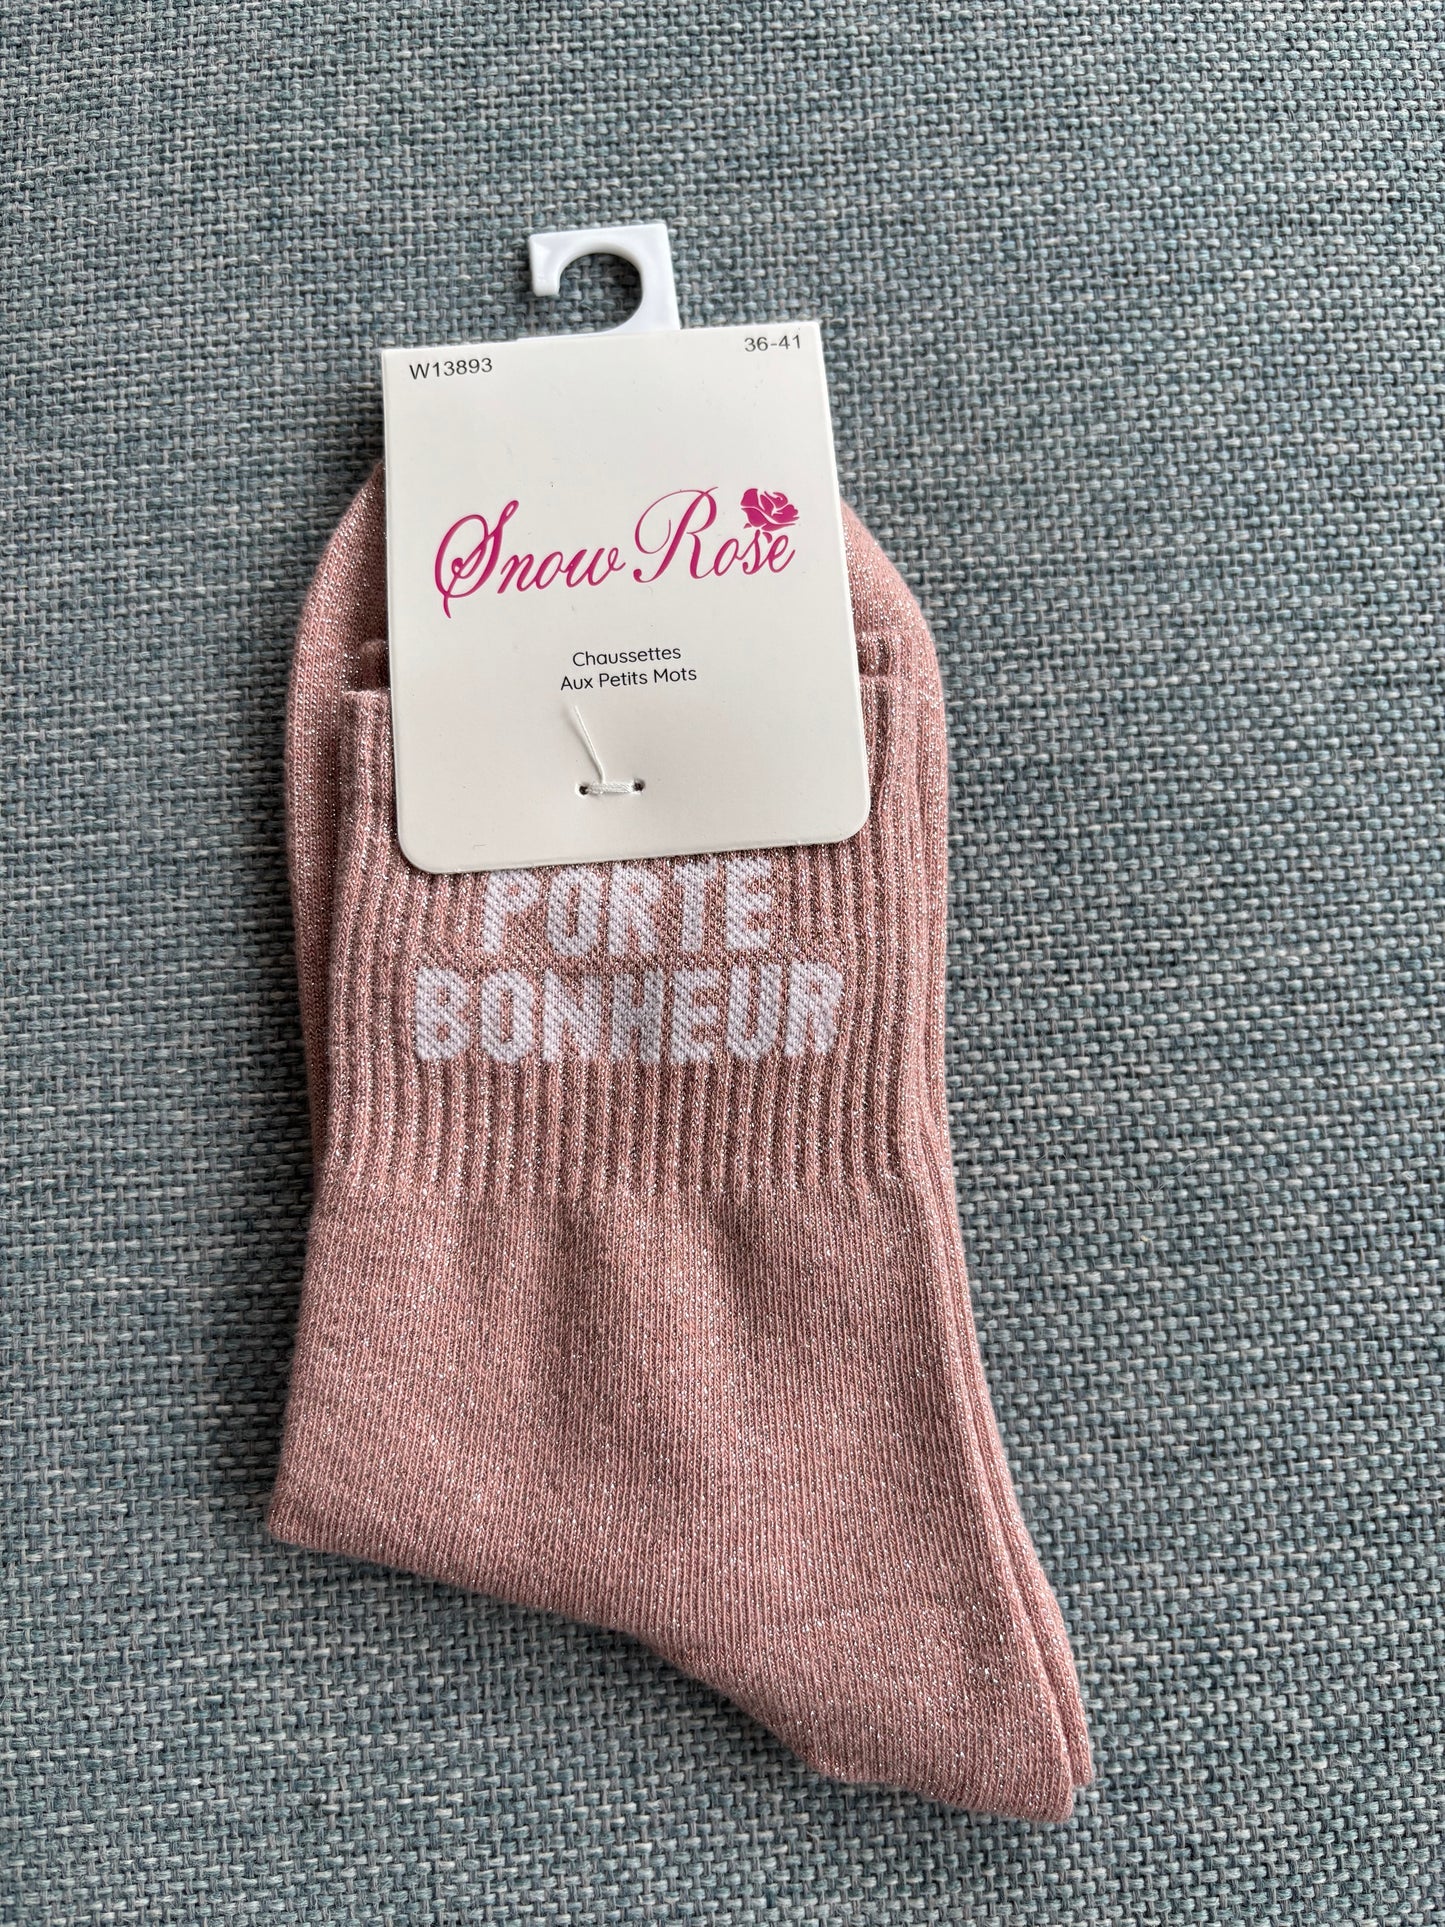 W13893
36-41
Snow Rose
Chaussettes
Aux Petits Mots
PORTE
BONHEUR